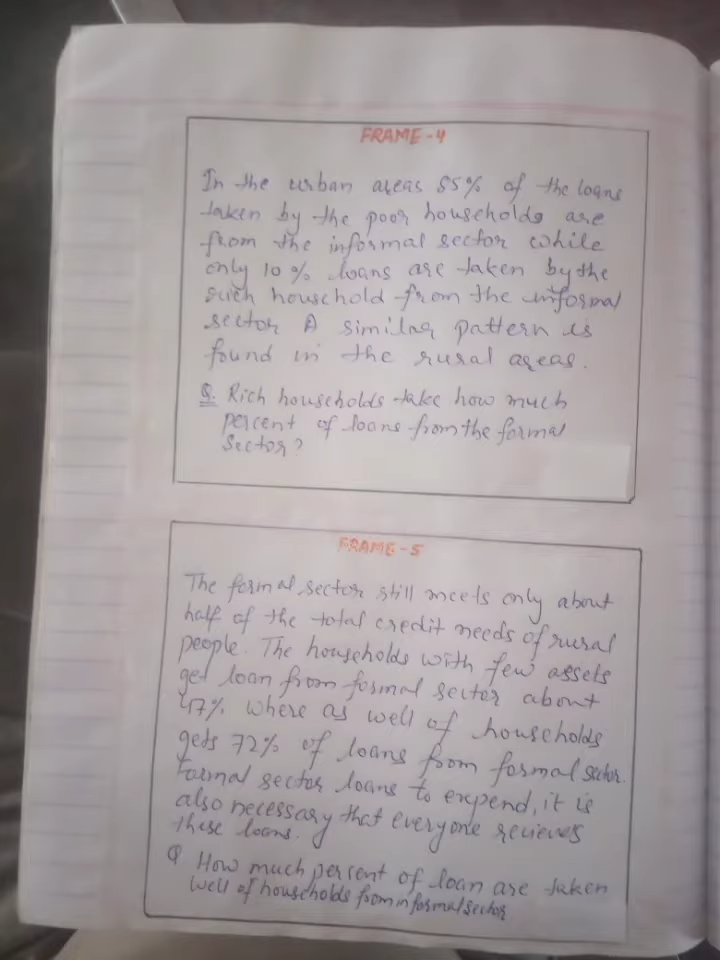 FRAME-4
In the urban areas 85% of the loans
taken by the poor households are
from the informal sector while
only 10% loans are taken by the
rich household from the informal
sector A similar pattern is
found in the rural areas.
Q. Rich households take how much
percent of loans from the formal
Sector?
FRAME-5
The formal sector still meets only about
half of the total credit needs of rural
people. The households with few assets
get loan from formal sector about
47% where as well of households
gets 72% of loans from formal sector.
Formal sector loans to expend, it is
also necessary that everyone recieves
these loans.
Q How much percent of loan are taken
well of households from informal sector